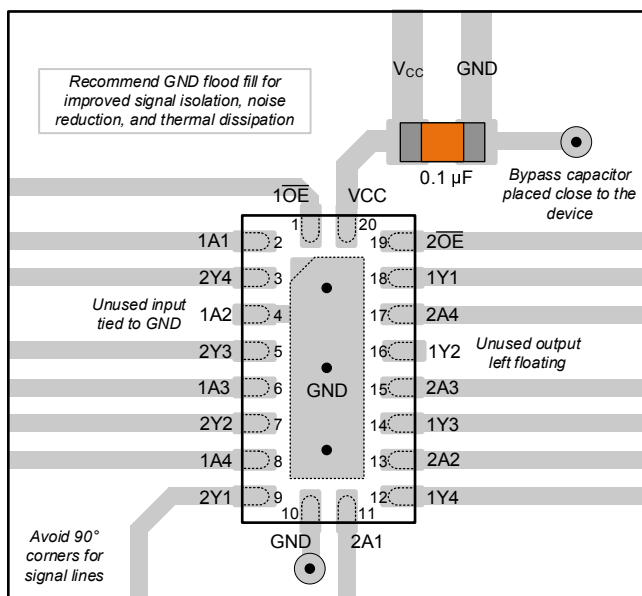 Recommend GND flood fill for
improved signal isolation, noise
reduction, and thermal dissipation
VCC GND
0.1 µF
Bypass capacitor
placed close to the
device
1OE VCC
1 20
1A1 2 19 2OE
2Y4 3 18 1Y1
Unused input
tied to GND
1A2 4 17 2A4
2Y3 5 16 1Y2
Unused output
left floating
1A3 6 GND 15 2A3
2Y2 7 14 1Y3
1A4 8 13 2A2
2Y1 9 12 1Y4
10 11
GND 2A1
Avoid 90°
corners for
signal lines